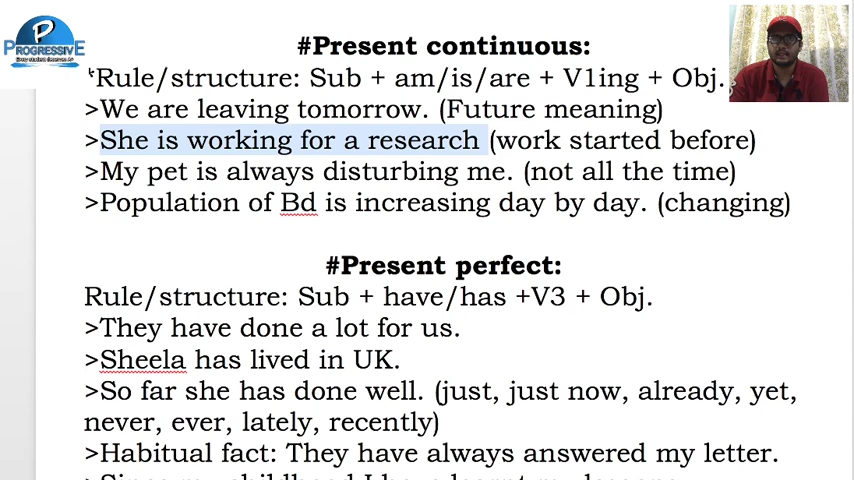 P
PROGRESSIVE
#Present continuous:
*Rule/structure: Sub + am/is/are + V1ing + Obj.
>We are leaving tomorrow. (Future meaning)
>She is working for a research (work started before)
>My pet is always disturbing me. (not all the time)
>Population of Bd is increasing day by day. (changing)
#Present perfect:
Rule/structure: Sub + have/has +V3 + Obj.
>They have done a lot for us.
>Sheela has lived in UK.
>So far she has done well. (just, just now, already, yet,
never, ever, lately, recently)
>Habitual fact: They have always answered my letter.